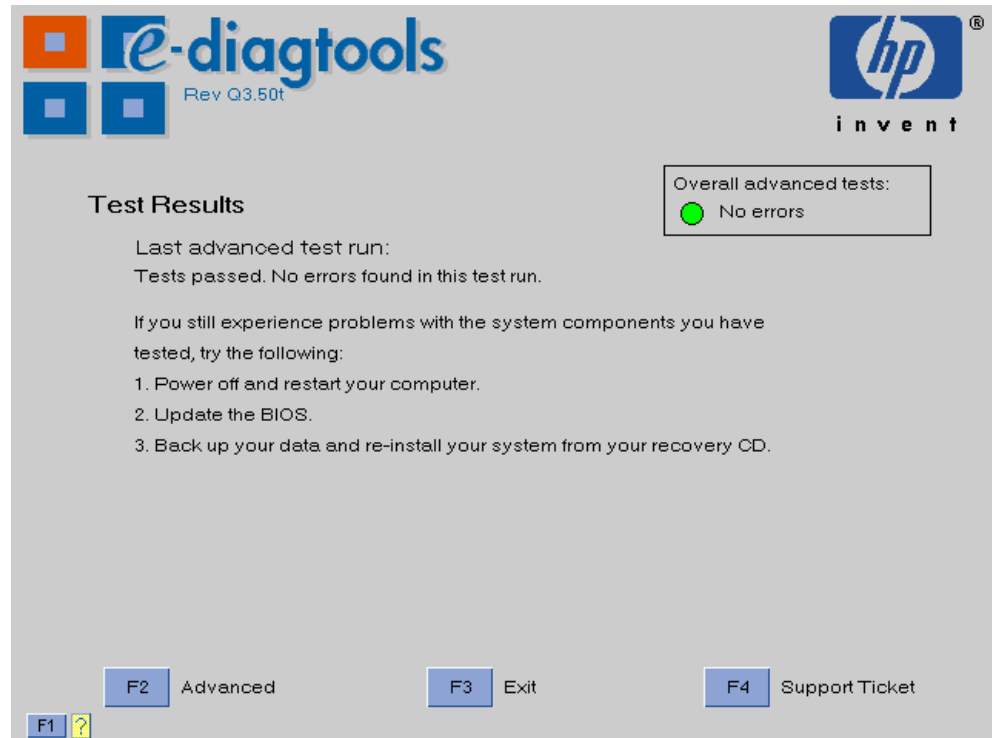 e-diagtools
Rev Q3.50t
hp
®
invent
Overall advanced tests:
No errors
Test Results
Last advanced test run:
Tests passed. No errors found in this test run.
If you still experience problems with the system components you have
tested, try the following:
1. Power off and restart your computer.
2. Update the BIOS.
3. Back up your data and re-install your system from your recovery CD.
F2 Advanced
F3 Exit
F4 Support Ticket
F1 ?